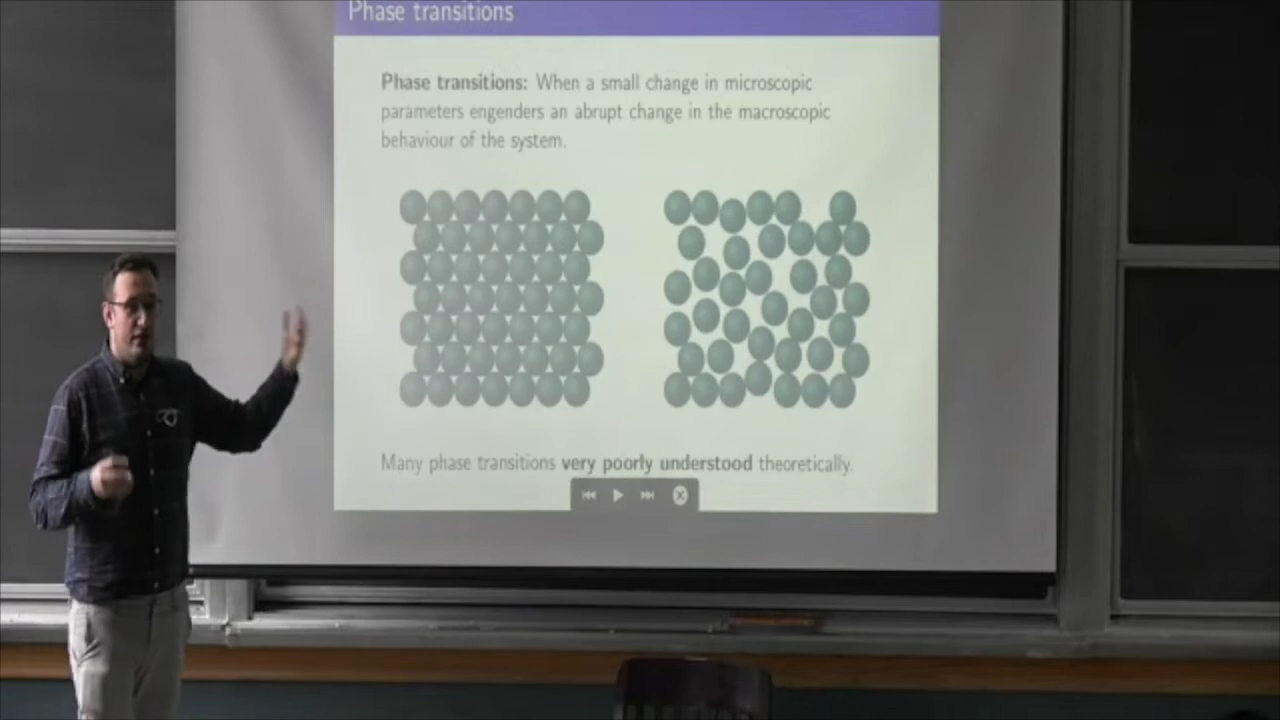 Phase transitions
Phase transitions: When a small change in microscopic
parameters engenders an abrupt change in the macroscopic
behaviour of the system.
Many phase transitions very poorly understood theoretically.